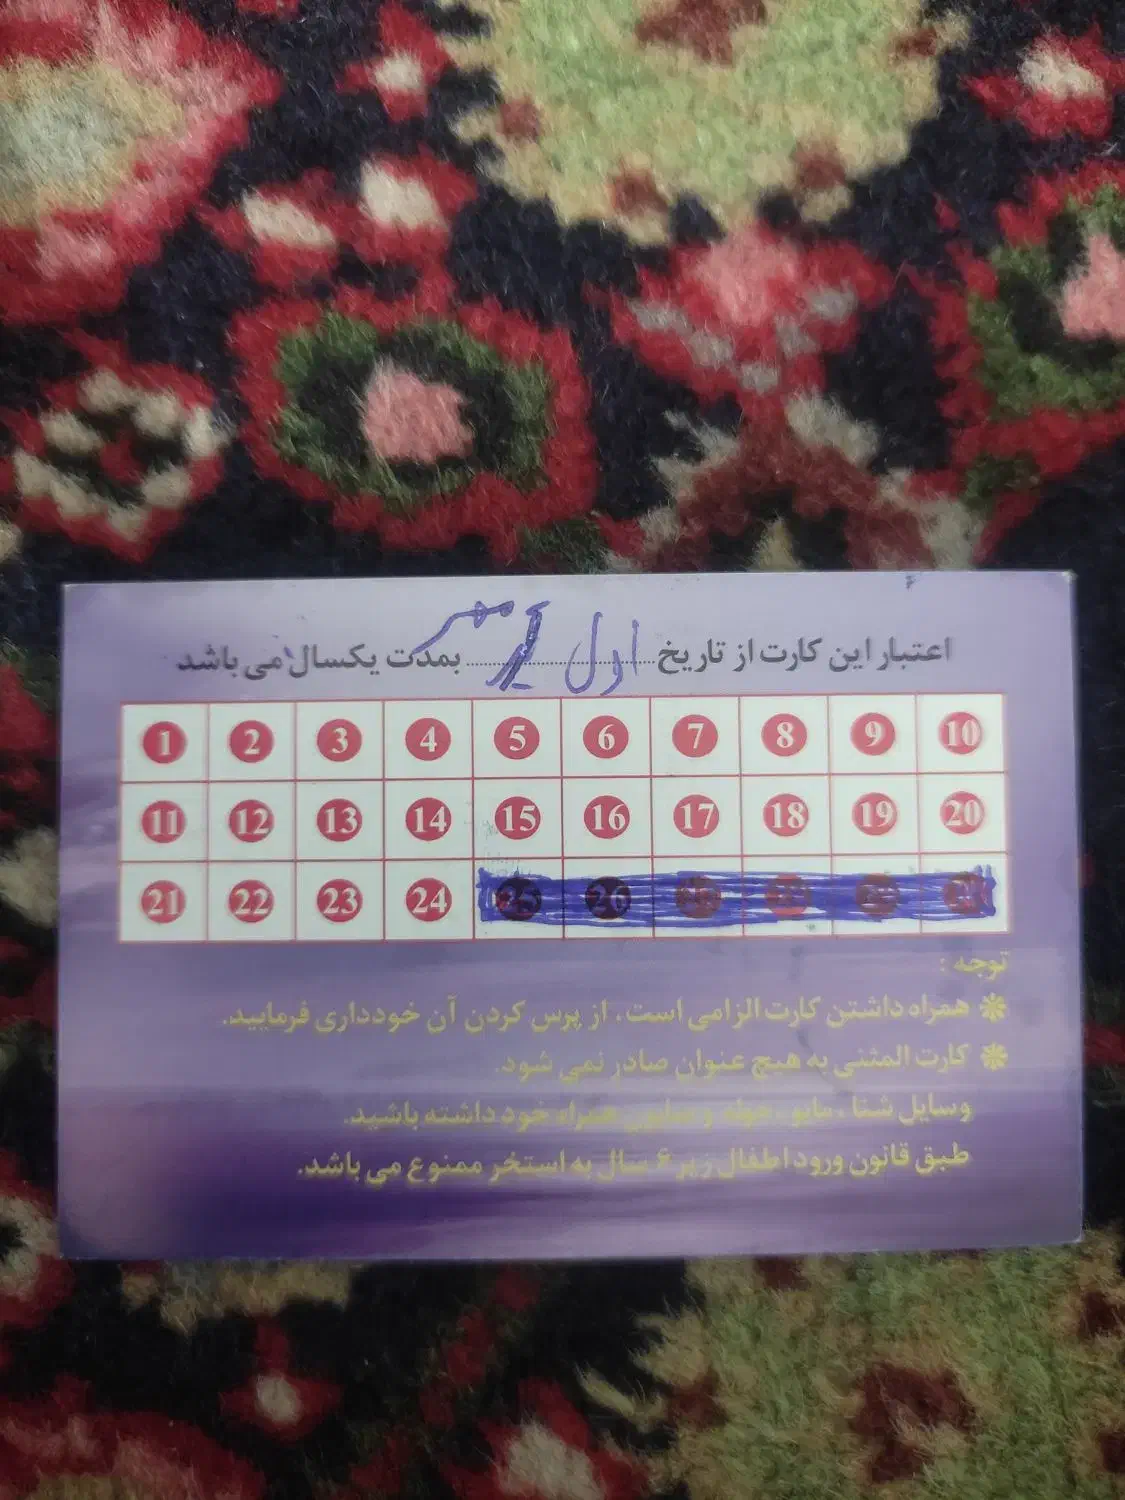 اعتبار این کارت از تاریخ اول مهر بمدت یکسال می باشد
1 2 3 4 5 6 7 8 9 10
11 12 13 14 15 16 17 18 19 20
21 22 23 24 25 26
توجه :
❋ همراه داشتن کارت الزامی است، از پرس کردن آن خودداری فرمایید.
❋ کارت المثنی به هیچ عنوان صادر نمی شود.
وسایل شنا ، مایو ، حوله و صابون همراه خود داشته باشید.
طبق قانون ورود اطفال زیر ۶ سال به استخر ممنوع می باشد.